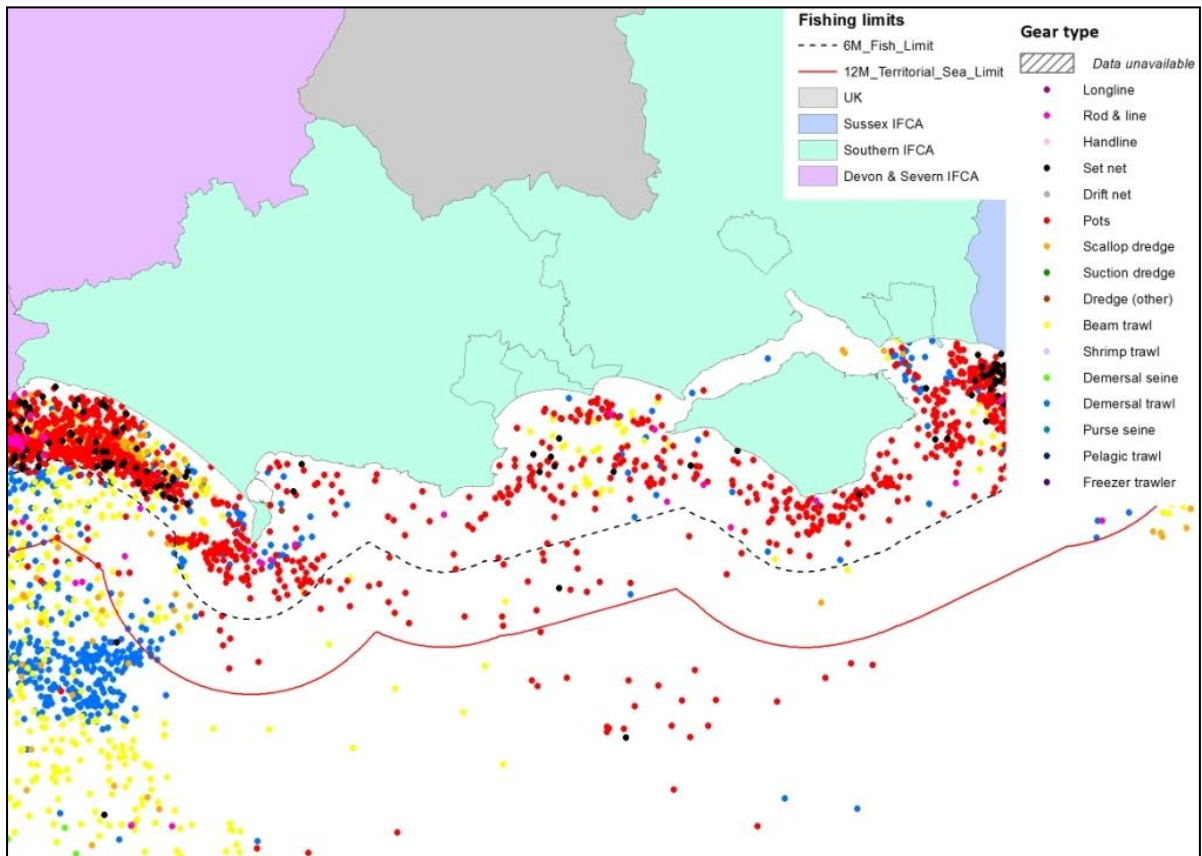 Fishing limits
6M_Fish_Limit
12M_Territorial_Sea_Limit
UK
Sussex IFCA
Southern IFCA
Devon & Severn IFCA
Gear type
Data unavailable
Longline
Rod & line
Handline
Set net
Drift net
Pots
Scallop dredge
Suction dredge
Dredge (other)
Beam trawl
Shrimp trawl
Demersal seine
Demersal trawl
Purse seine
Pelagic trawl
Freezer trawler